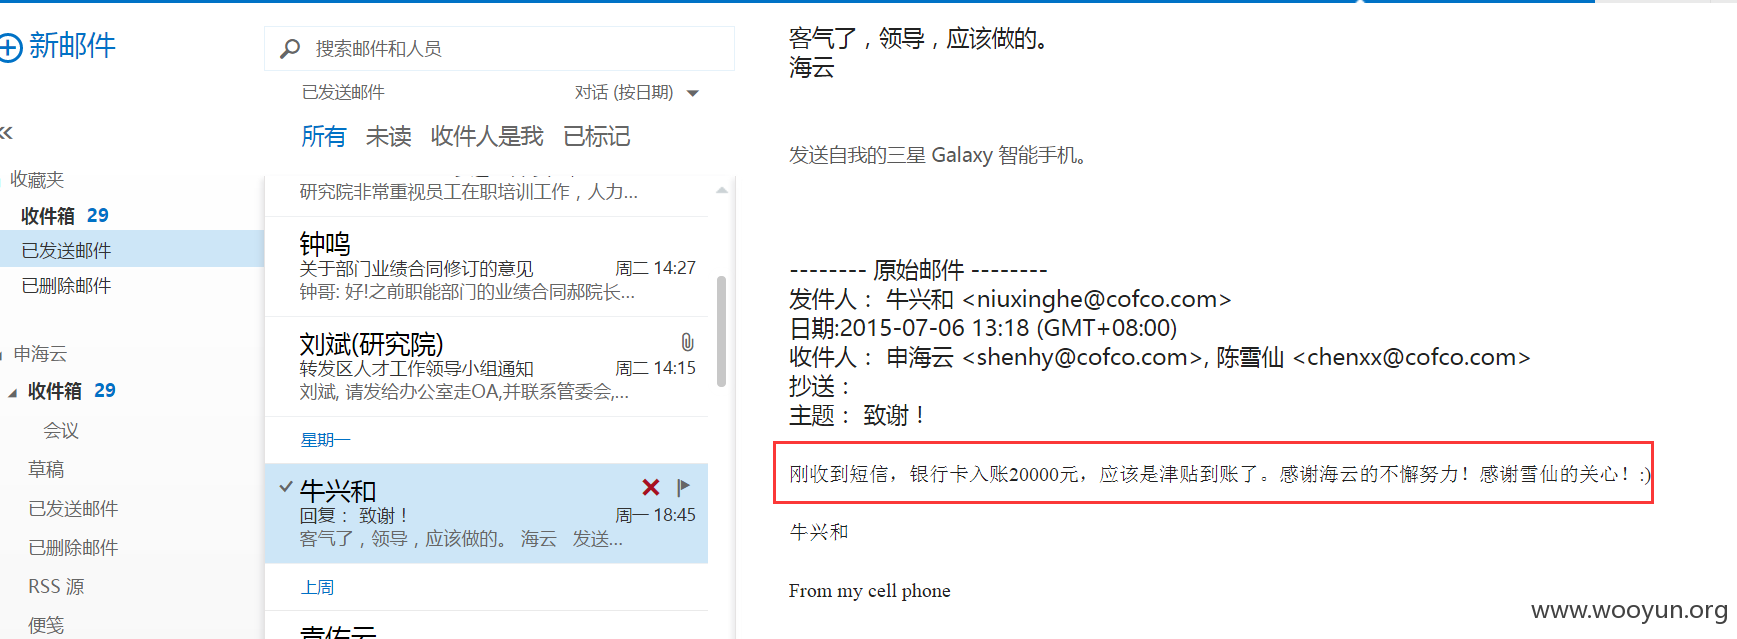 新邮件
搜索邮件和人员
已发送邮件
对话 (按日期)
所有 未读 收件人是我 已标记
«
收藏夹
收件箱 29
已发送邮件
已删除邮件
申海云
收件箱 29
会议
草稿
已发送邮件
已删除邮件
RSS 源
便笺
研究院非常重视员工在职培训工作，人力...
钟鸣
关于部门业绩合同修订的意见 周二 14:27
钟哥: 好!之前职能部门的业绩合同郝院长...
刘斌(研究院)
转发区人才工作领导小组通知 周二 14:15
刘斌, 请发给办公室走OA,并联系管委会,...
星期一
牛兴和
回复： 致谢！ 周一 18:45
客气了，领导，应该做的。 海云 发送...
上周
袁佐云
客气了，领导，应该做的。
海云
发送自我的三星 Galaxy 智能手机。
-------- 原始邮件 --------
发件人： 牛兴和 <niuxinghe@cofco.com>
日期:2015-07-06 13:18 (GMT+08:00)
收件人： 申海云 <shenhy@cofco.com>, 陈雪仙 <chenxx@cofco.com>
抄送：
主题： 致谢！
刚收到短信，银行卡入账20000元，应该是津贴到账了。感谢海云的不懈努力！感谢雪仙的关心！:)
牛兴和
From my cell phone
www.wooyun.org